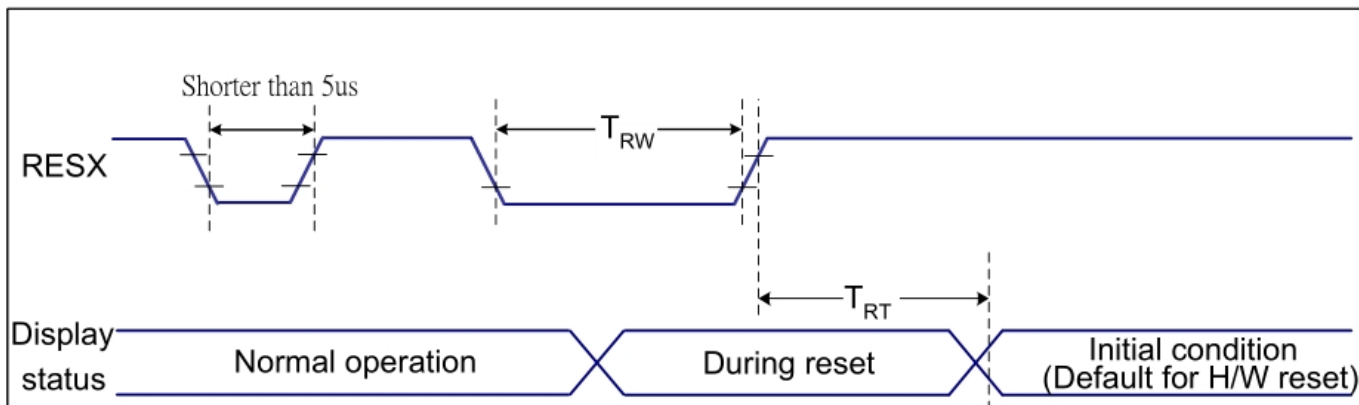 Shorter than 5us
RESX
TRW
TRT
Display
status
Normal operation
During reset
Initial condition
(Default for H/W reset)